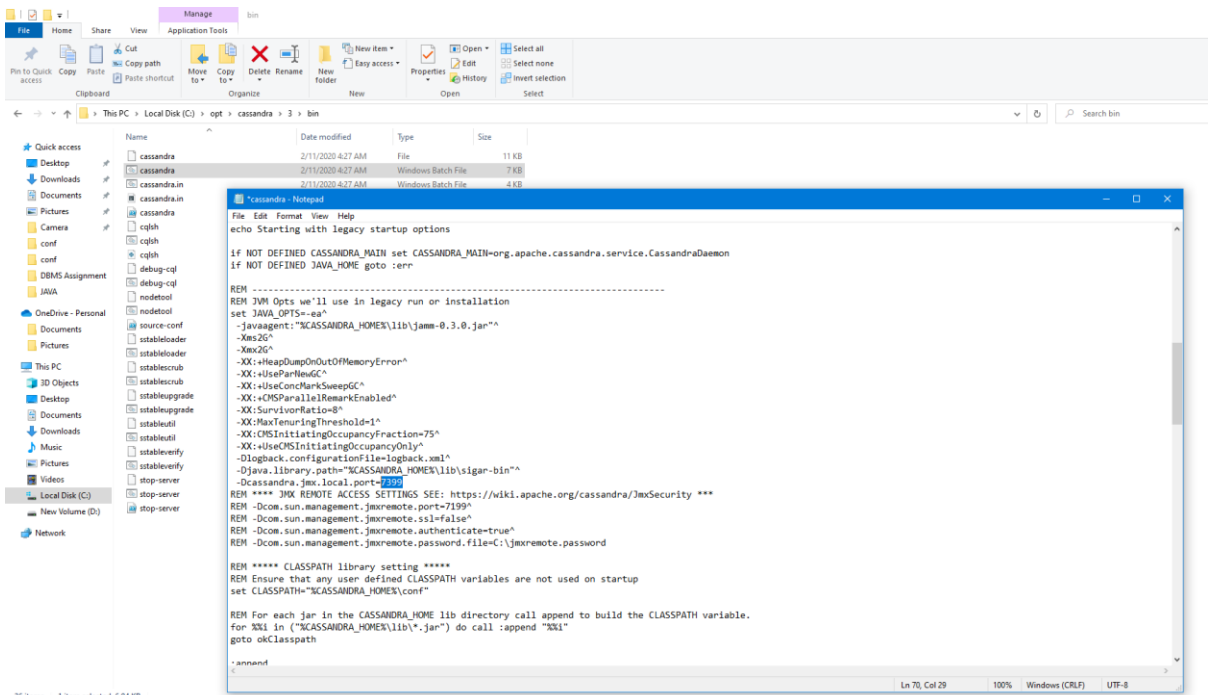 Manage
bin
File
Home
Share
View
Application Tools
Pin to Quick access
Copy
Paste
Cut
Copy path
Paste shortcut
Clipboard
Move to
Copy to
Delete
Rename
Organize
New folder
New item
Easy access
New
Properties
Open
Edit
History
Open
Select all
Select none
Invert selection
Select
This PC > Local Disk (C:) > opt > cassandra > 3 > bin
Search bin
Quick access
Desktop
Downloads
Documents
Pictures
Camera
conf
conf
DBMS Assignment
JAVA
OneDrive - Personal
Documents
Pictures
This PC
3D Objects
Desktop
Documents
Downloads
Music
Pictures
Videos
Local Disk (C:)
New Volume (D:)
Network
Name Date modified Type Size
cassandra 2/11/2020 4:27 AM File 11 KB
cassandra 2/11/2020 4:27 AM Windows Batch File 7 KB
cassandra.in 2/11/2020 4:27 AM Windows Batch File 4 KB
cassandra.in
cassandra
cqlsh
cqlsh
cqlsh
debug-cql
debug-cql
nodetool
nodetool
source-conf
sstableloader
sstableloader
sstablescrub
sstablescrub
sstableupgrade
sstableupgrade
sstableutil
sstableutil
sstableverify
sstableverify
stop-server
stop-server
stop-server
*cassandra - Notepad
File Edit Format View Help
echo Starting with legacy startup options
if NOT DEFINED CASSANDRA_MAIN set CASSANDRA_MAIN=org.apache.cassandra.service.CassandraDaemon
if NOT DEFINED JAVA_HOME goto :err
REM -----------------------------------------------------------------------------
REM JVM Opts we'll use in legacy run or installation
set JAVA_OPTS=-ea^
-javaagent:"%CASSANDRA_HOME%\lib\jamm-0.3.0.jar"^
-Xms2G^
-Xmx2G^
-XX:+HeapDumpOnOutOfMemoryError^
-XX:+UseParNewGC^
-XX:+UseConcMarkSweepGC^
-XX:+CMSParallelRemarkEnabled^
-XX:SurvivorRatio=8^
-XX:MaxTenuringThreshold=1^
-XX:CMSInitiatingOccupancyFraction=75^
-XX:+UseCMSInitiatingOccupancyOnly^
-Dlogback.configurationFile=logback.xml^
-Djava.library.path="%CASSANDRA_HOME%\lib\sigar-bin"^
-Dcassandra.jmx.local.port=7399
REM **** JMX REMOTE ACCESS SETTINGS SEE: https://wiki.apache.org/cassandra/JmxSecurity ***
REM -Dcom.sun.management.jmxremote.port=7199^
REM -Dcom.sun.management.jmxremote.ssl=false^
REM -Dcom.sun.management.jmxremote.authenticate=true^
REM -Dcom.sun.management.jmxremote.password.file=C:\jmxremote.password
REM ***** CLASSPATH library setting *****
REM Ensure that any user defined CLASSPATH variables are not used on startup
set CLASSPATH="%CASSANDRA_HOME%\conf"
REM For each jar in the CASSANDRA_HOME lib directory call append to build the CLASSPATH variable.
for %%i in ("%CASSANDRA_HOME%\lib\*.jar") do call :append "%%i"
goto okClasspath
:append
Ln 70, Col 29 100% Windows (CRLF) UTF-8